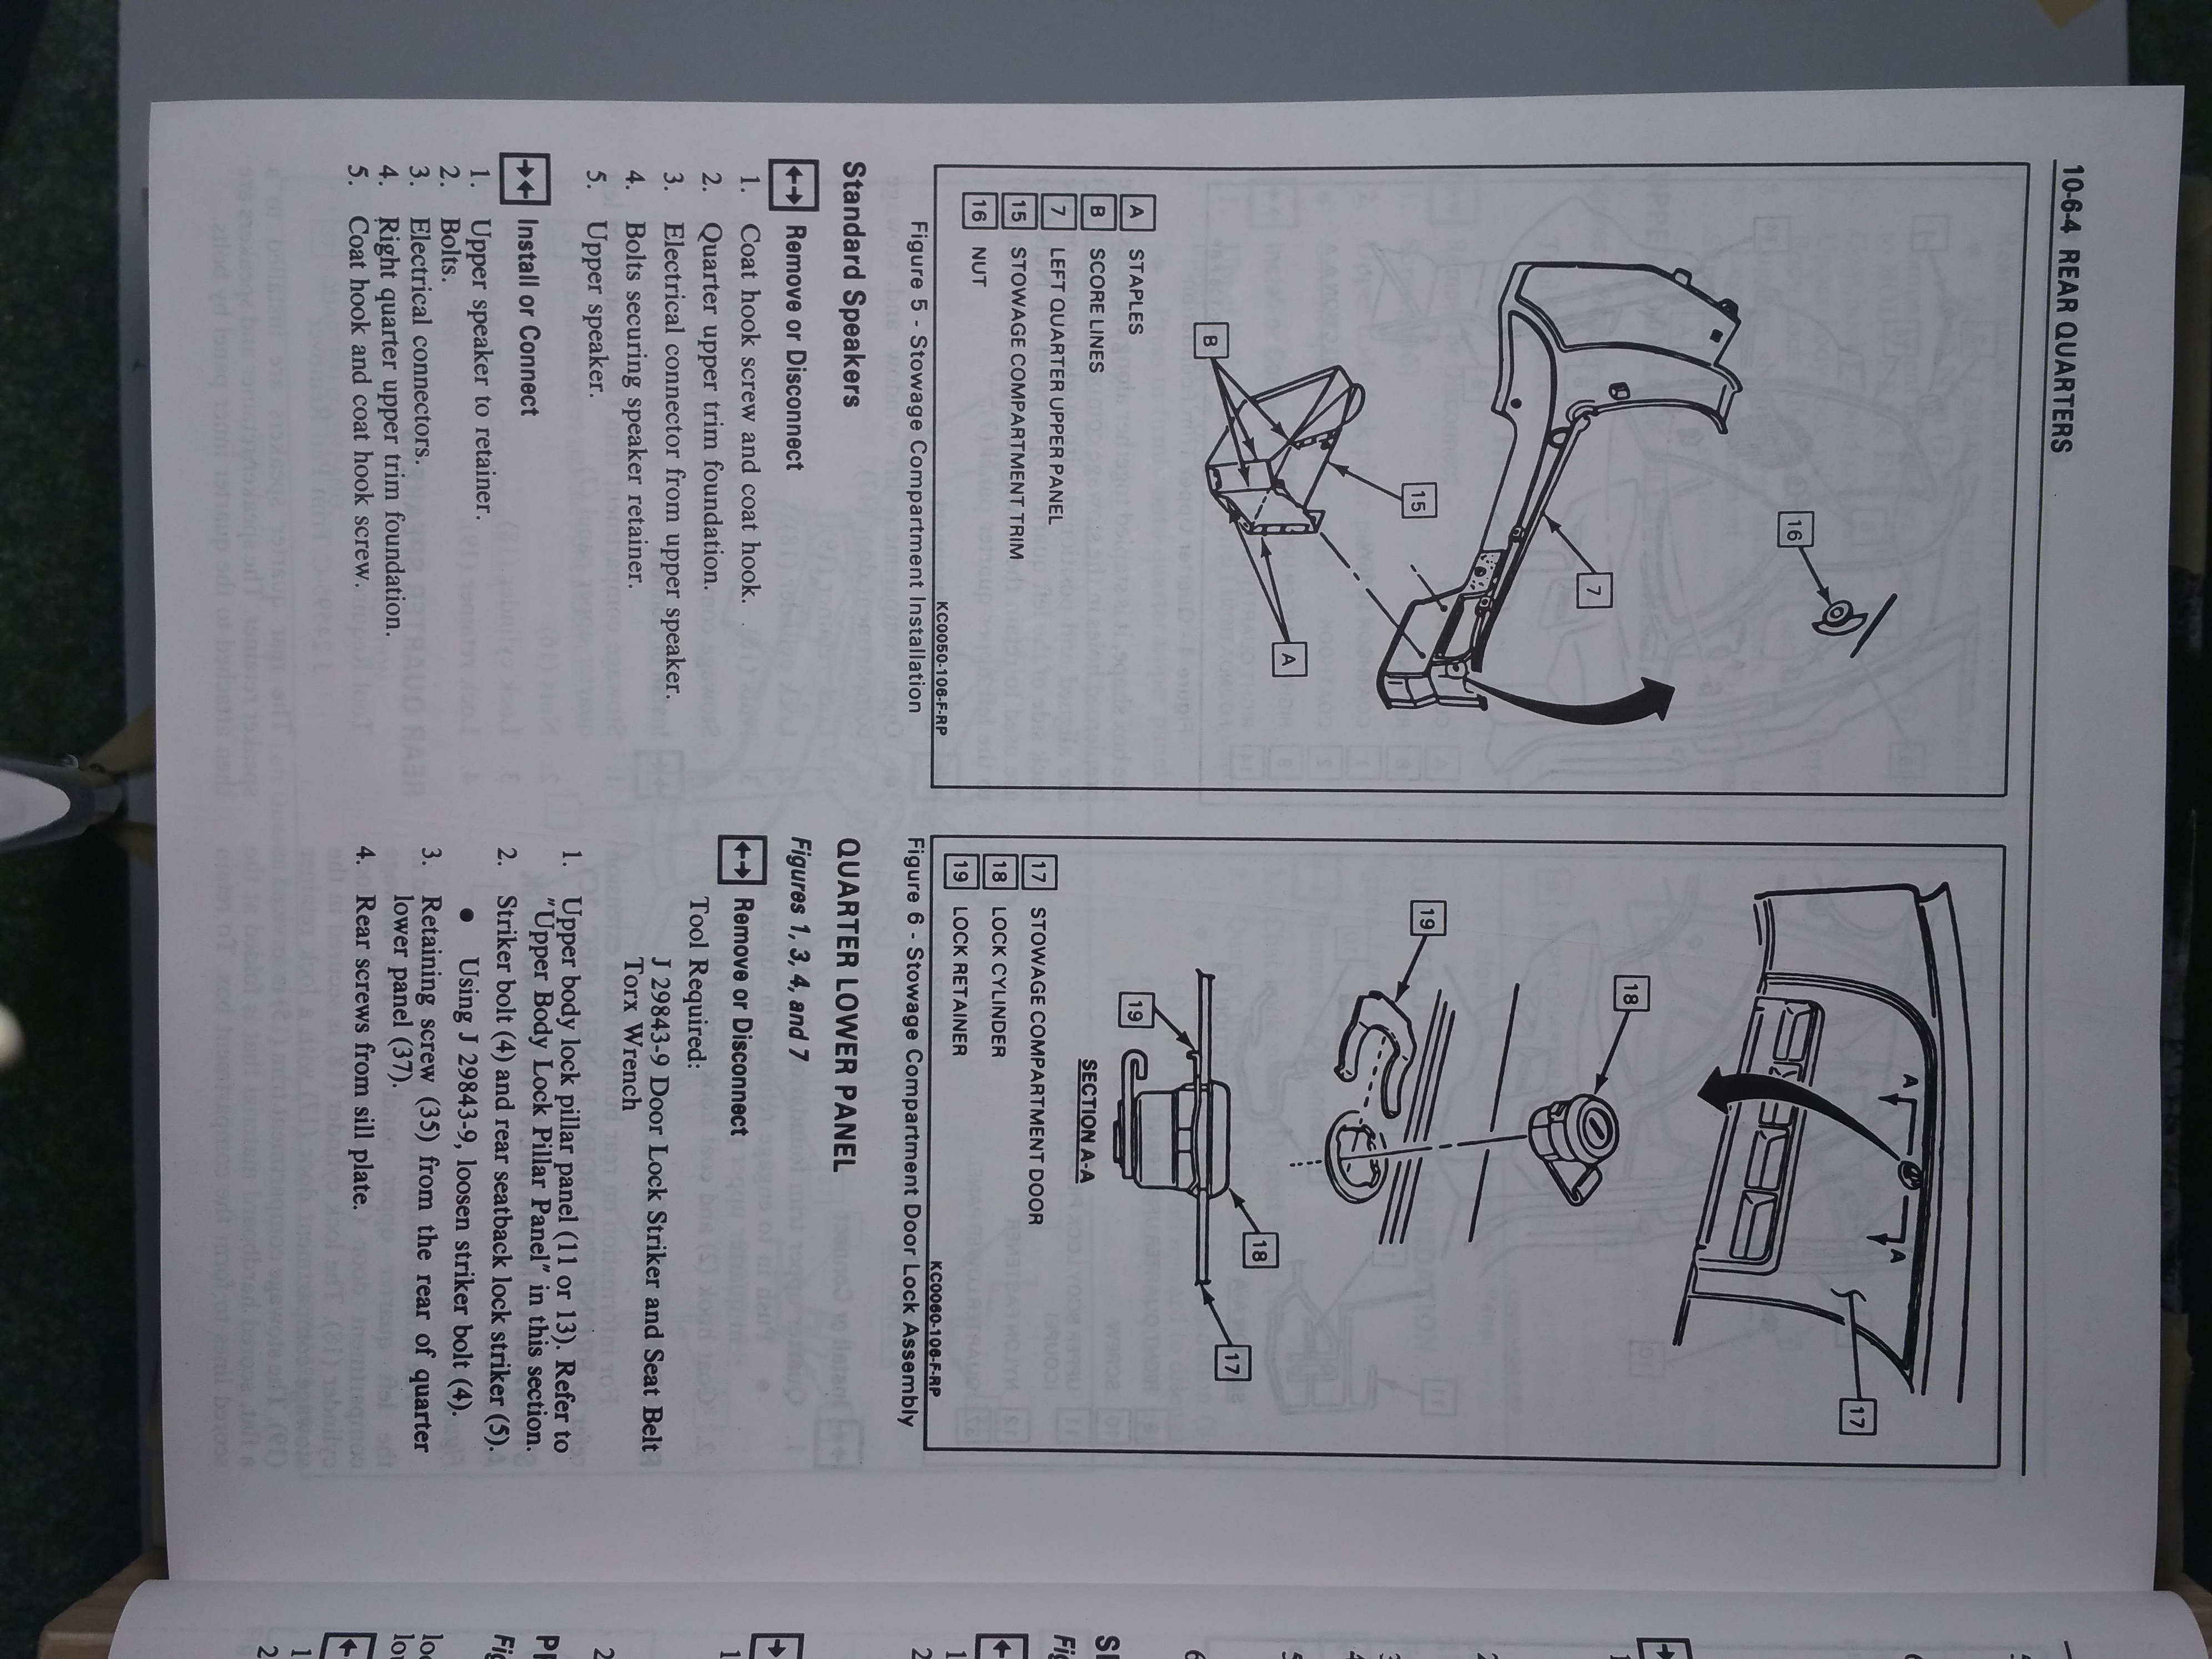 10-6-4 REAR QUARTERS
16
7
15
B
A
A STAPLES
B SCORE LINES
7 LEFT QUARTER UPPER PANEL
15 STOWAGE COMPARTMENT TRIM
16 NUT
KC0050-106-F-RP
Figure 5 - Stowage Compartment Installation
Standard Speakers
Remove or Disconnect
1. Coat hook screw and coat hook.
2. Quarter upper trim foundation.
3. Electrical connector from upper speaker.
4. Bolts securing speaker retainer.
5. Upper speaker.
Install or Connect
1. Upper speaker to retainer.
2. Bolts.
3. Electrical connectors.
4. Right quarter upper trim foundation.
5. Coat hook and coat hook screw.
A
A
17
18
19
19
18
17
SECTION A-A
17 STOWAGE COMPARTMENT DOOR
18 LOCK CYLINDER
19 LOCK RETAINER
KC0060-106-F-RP
Figure 6 - Stowage Compartment Door Lock Assembly
QUARTER LOWER PANEL
Figures 1, 3, 4, and 7
Remove or Disconnect
Tool Required:
J 29843-9 Door Lock Striker and Seat Belt
Torx Wrench
1. Upper body lock pillar panel (11 or 13). Refer to
"Upper Body Lock Pillar Panel" in this section.
2. Striker bolt (4) and rear seatback lock striker (5).
● Using J 29843-9, loosen striker bolt (4).
3. Retaining screw (35) from the rear of quarter
lower panel (37).
4. Rear screws from sill plate.